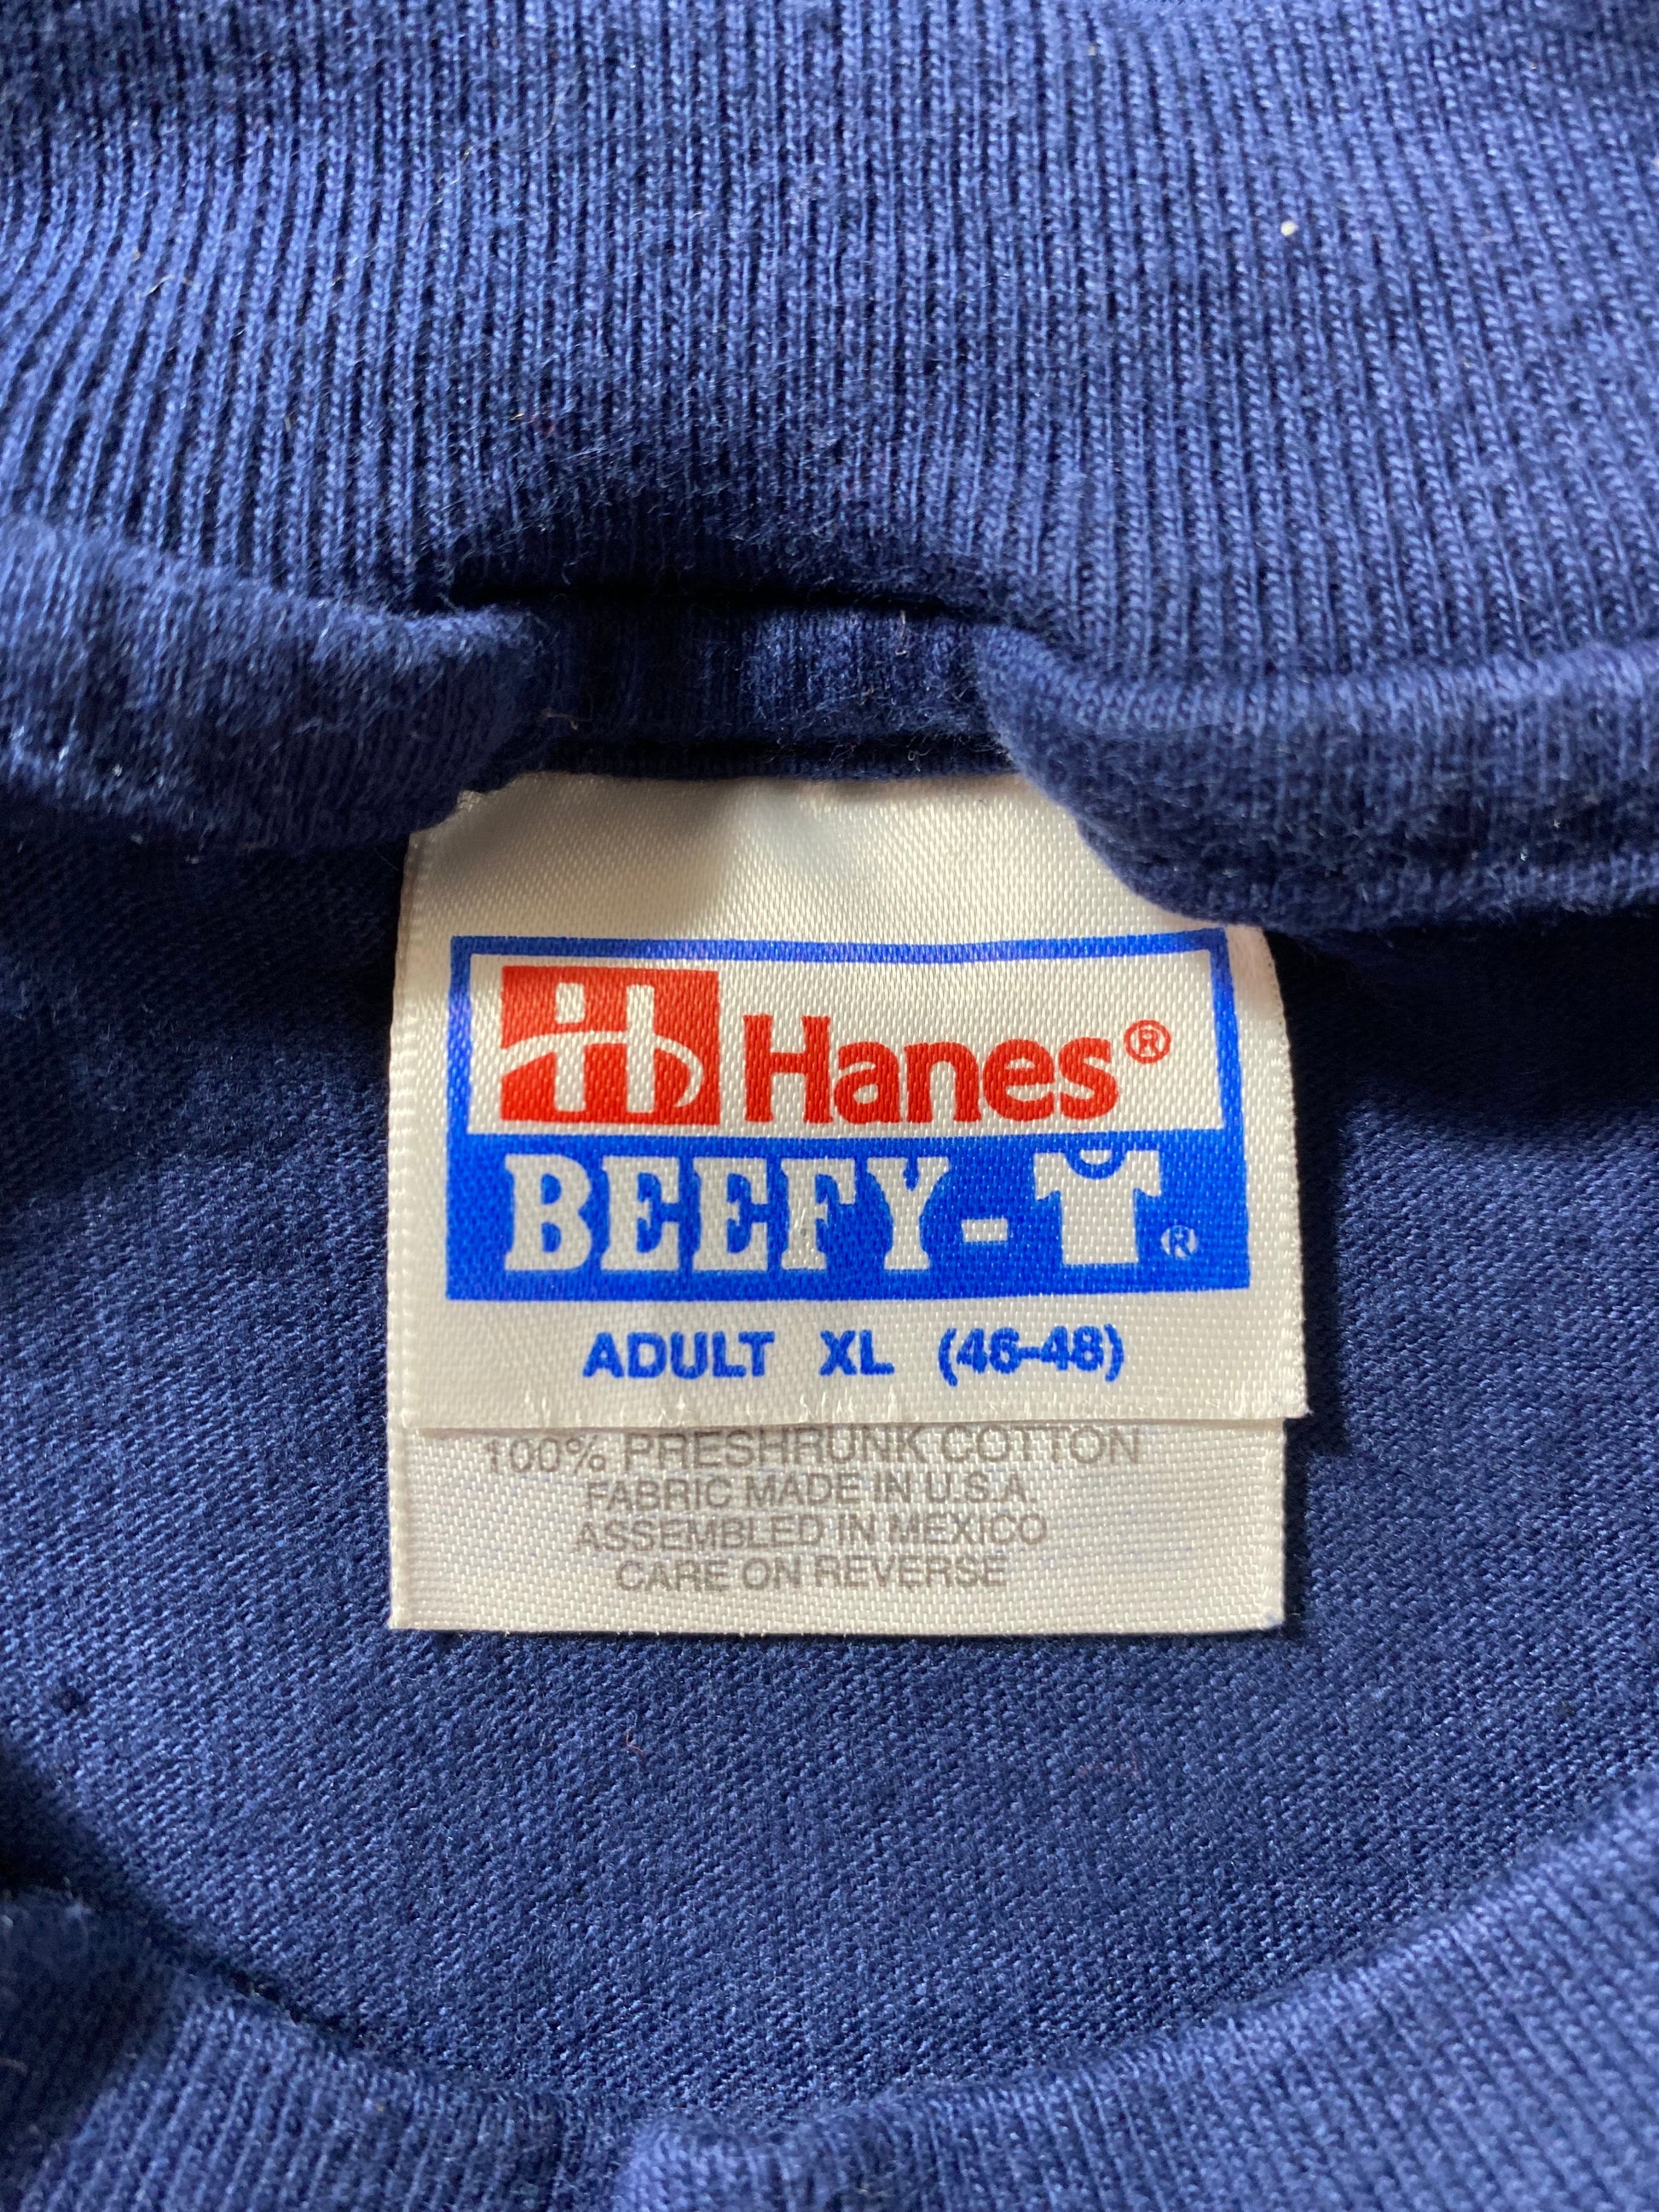 Hanes®
BEEFY-T®
ADULT XL (46-48)
100% PRESHRUNK COTTON
FABRIC MADE IN U.S.A.
ASSEMBLED IN MEXICO
CARE ON REVERSE